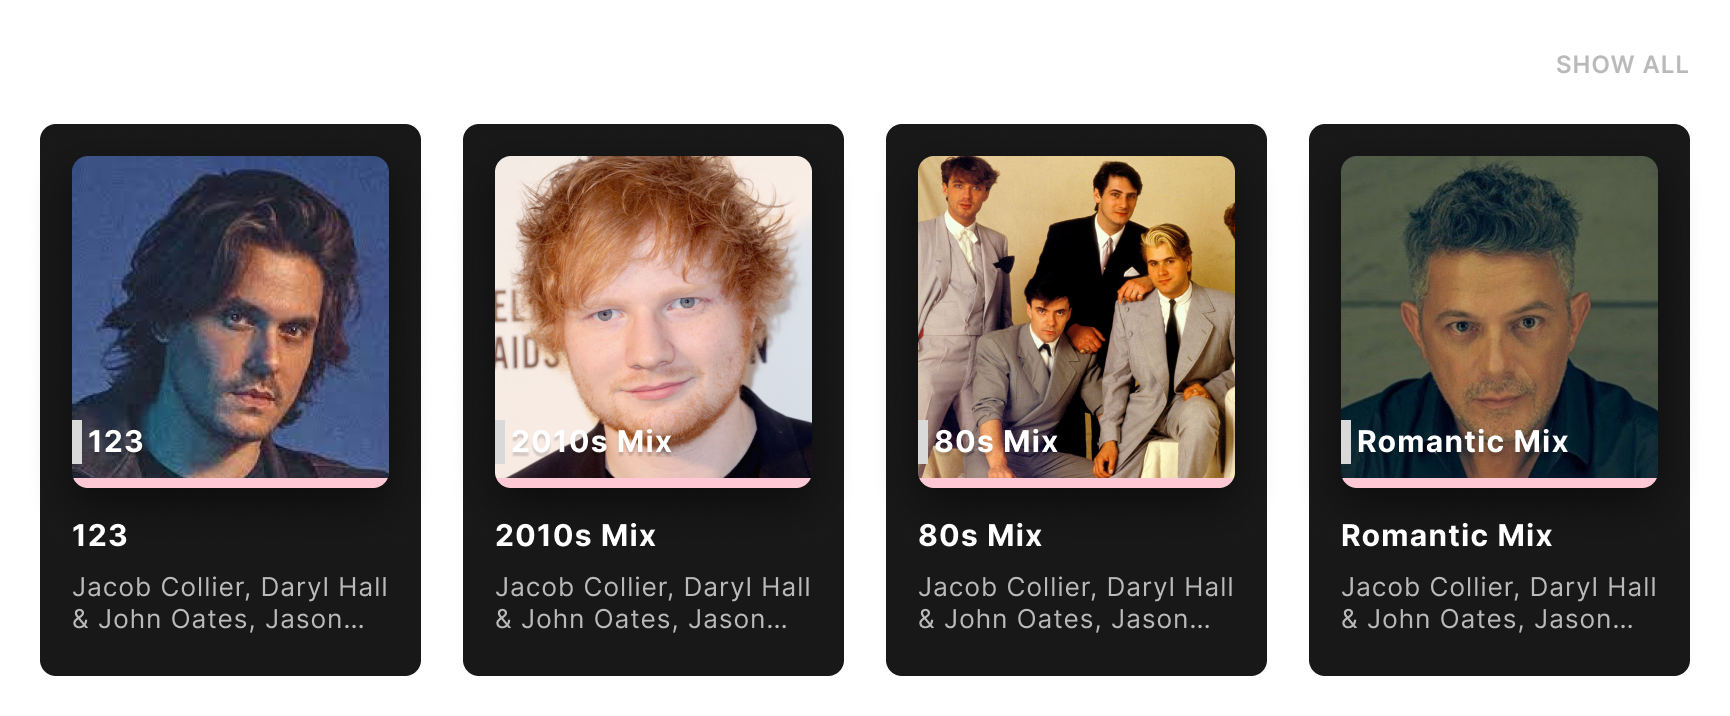 SHOW ALL
123
2010s Mix
80s Mix
Romantic Mix
123
Jacob Collier, Daryl Hall
& John Oates, Jason...
2010s Mix
Jacob Collier, Daryl Hall
& John Oates, Jason...
80s Mix
Jacob Collier, Daryl Hall
& John Oates, Jason...
Romantic Mix
Jacob Collier, Daryl Hall
& John Oates, Jason...